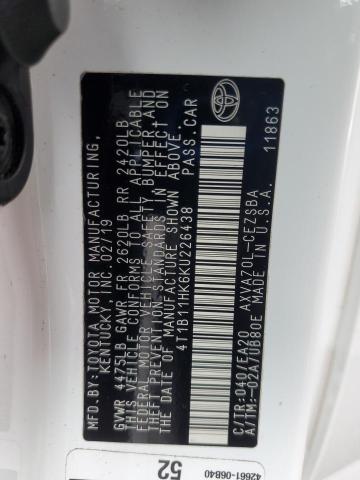 MFD.BY:TOYOTA MOTOR MANUFACTURING
KENTUCKY, INC. 02/19
GVWR 4475LB GAWR FR 2620LB RR 2420LB
THIS VEHICLE CONFORMS TO ALL APPLICABLE
FEDERAL MOTOR VEHICLE SAFETY, BUMPER,AND
THEFT PREVENTION STANDARDS IN EFFECT ON
THE DATE OF MANUFACTURE SHOWN ABOVE.
4T1B11HK6KU226438 PASS.CAR
C/TR:040/EA20 AXVA70L-CEZSBA
A/TM:-02A/UB80E MADE IN U.S.A.
11863
52
42661-06B40